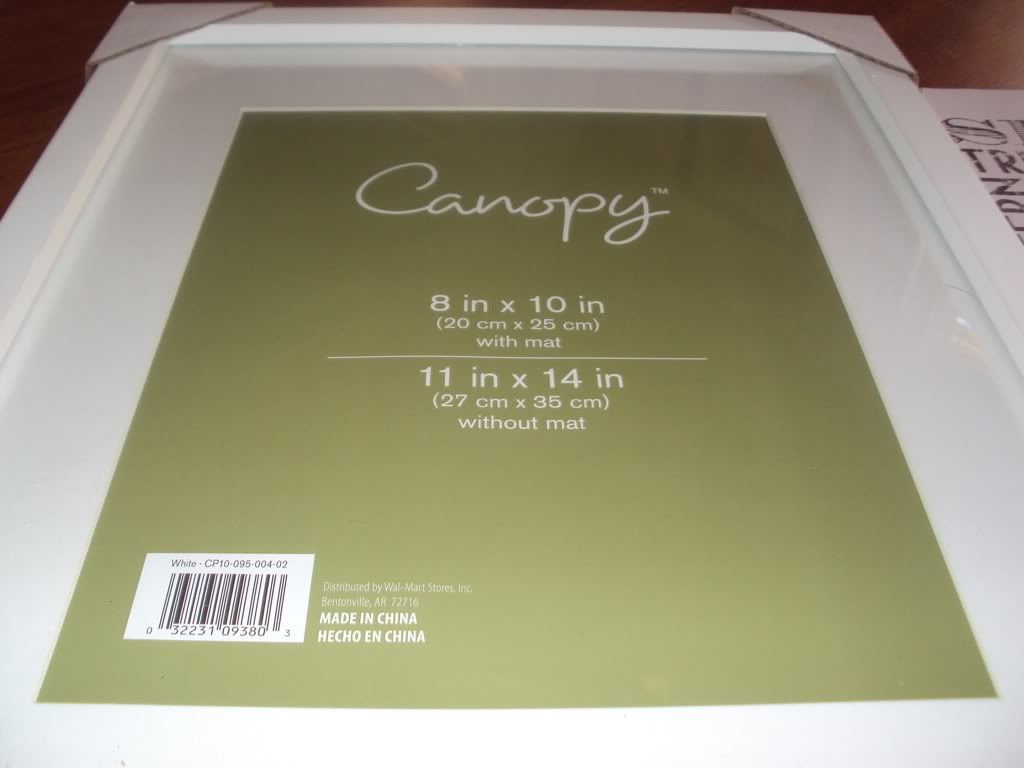 Canopy™
8 in x 10 in
(20 cm x 25 cm)
with mat
11 in x 14 in
(27 cm x 35 cm)
without mat
White - CP10-095-004-02
0 32231 09380 3
Distributed by Wal-Mart Stores, Inc.
Bentonville, AR 72716
MADE IN CHINA
HECHO EN CHINA